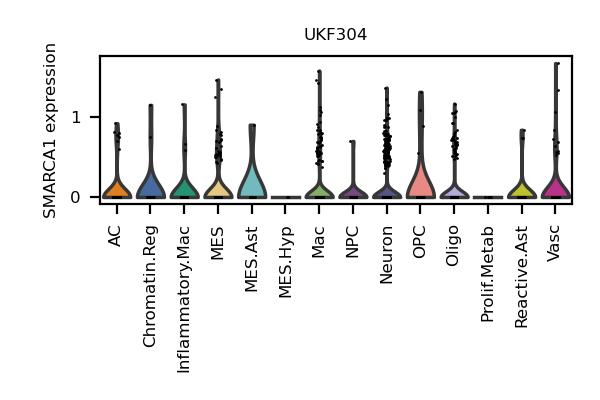 UKF304
SMARCA1 expression
1
0
AC
Chromatin.Reg
Inflammatory.Mac
MES
MES.Ast
MES.Hyp
Mac
NPC
Neuron
OPC
Oligo
Prolif.Metab
Reactive.Ast
Vasc